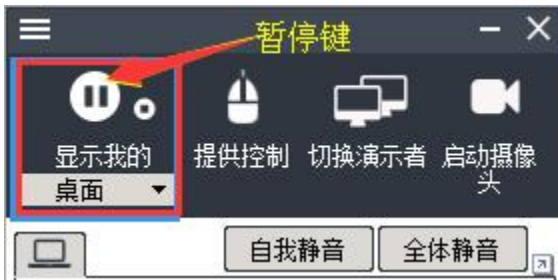 暂停键
显示我的
桌面
提供控制
切换演示者
启动摄像
头
自我静音
全体静音